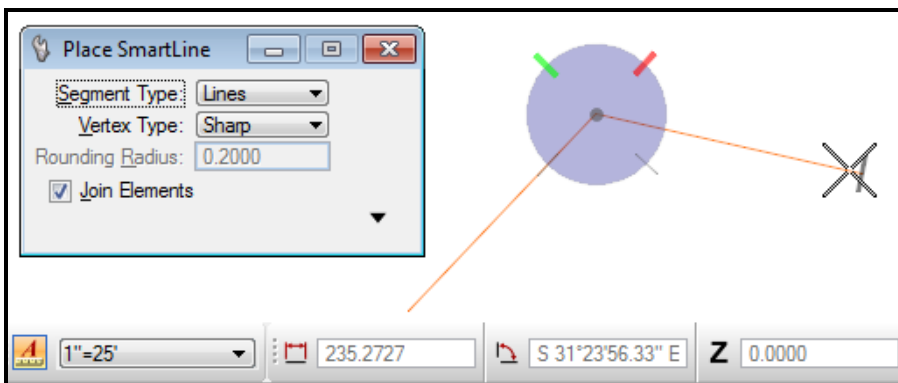 Place SmartLine
Segment Type: Lines
Vertex Type: Sharp
Rounding Radius: 0.2000
Join Elements
A 1"=25' 235.2727 S 31°23'56.33" E Z 0.0000